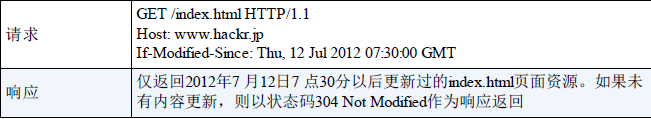 请求
GET /index.html HTTP/1.1
Host: www.hackr.jp
If-Modified-Since: Thu, 12 Jul 2012 07:30:00 GMT
响应
仅返回2012年7月12日7点30分以后更新过的index.html页面资源。如果未
有内容更新，则以状态码304 Not Modified作为响应返回